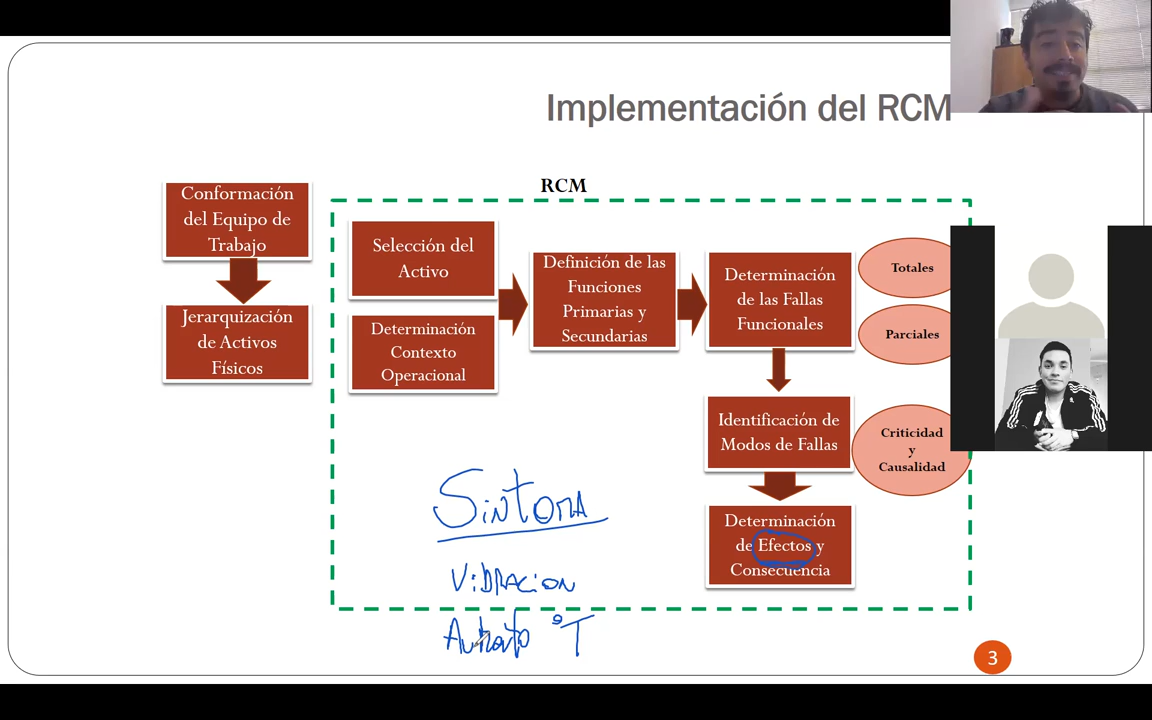 Implementación del RCM
RCM
Conformación
del Equipo de
Trabajo
Jerarquización
de Activos
Físicos
Selección del
Activo
Determinación
Contexto
Operacional
Definición de las
Funciones
Primarias y
Secundarias
Determinación
de las Fallas
Funcionales
Totales
Parciales
Identificación de
Modos de Fallas
Criticidad
y
Causalidad
Determinación
de Efectos y
Consecuencia
SíNTOMA
ViBRACiON
°T
3